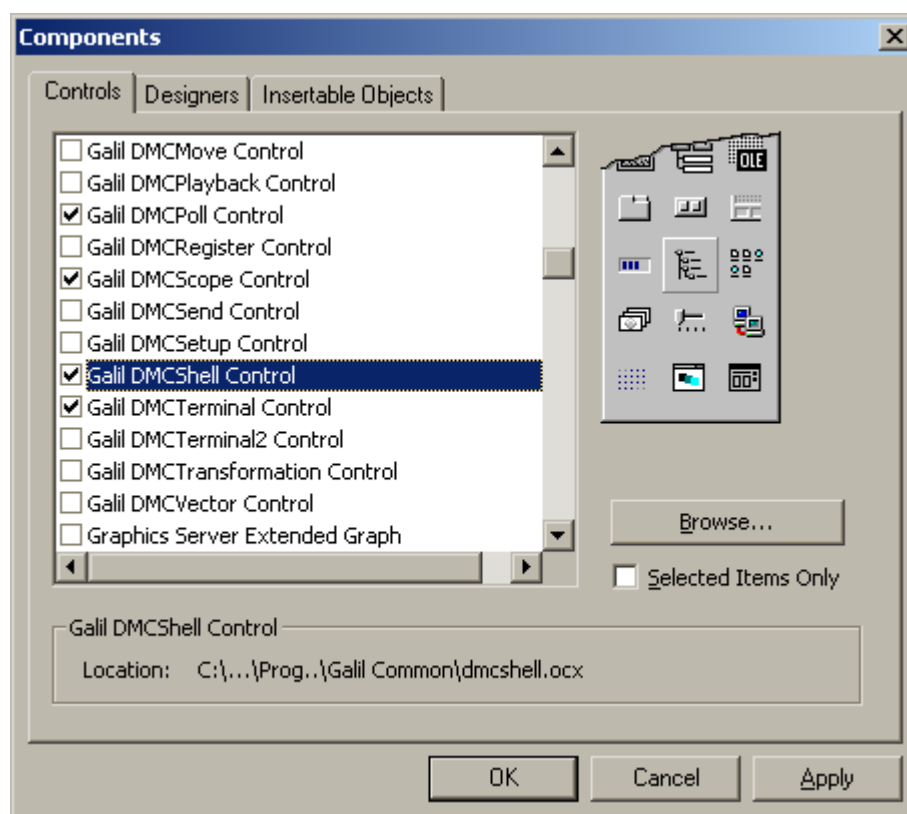 Components
Controls Designers Insertable Objects
Galil DMCMove Control
Galil DMCPlayback Control
Galil DMCPoll Control
Galil DMCRegister Control
Galil DMCScope Control
Galil DMCSend Control
Galil DMCSetup Control
Galil DMCShell Control
Galil DMCTerminal Control
Galil DMCTerminal2 Control
Galil DMCTransformation Control
Galil DMCVector Control
Graphics Server Extended Graph
OLE
Browse...
Selected Items Only
Galil DMCShell Control
Location: C:\...\Prog..\Galil Common\dmcshell.ocx
OK Cancel Apply